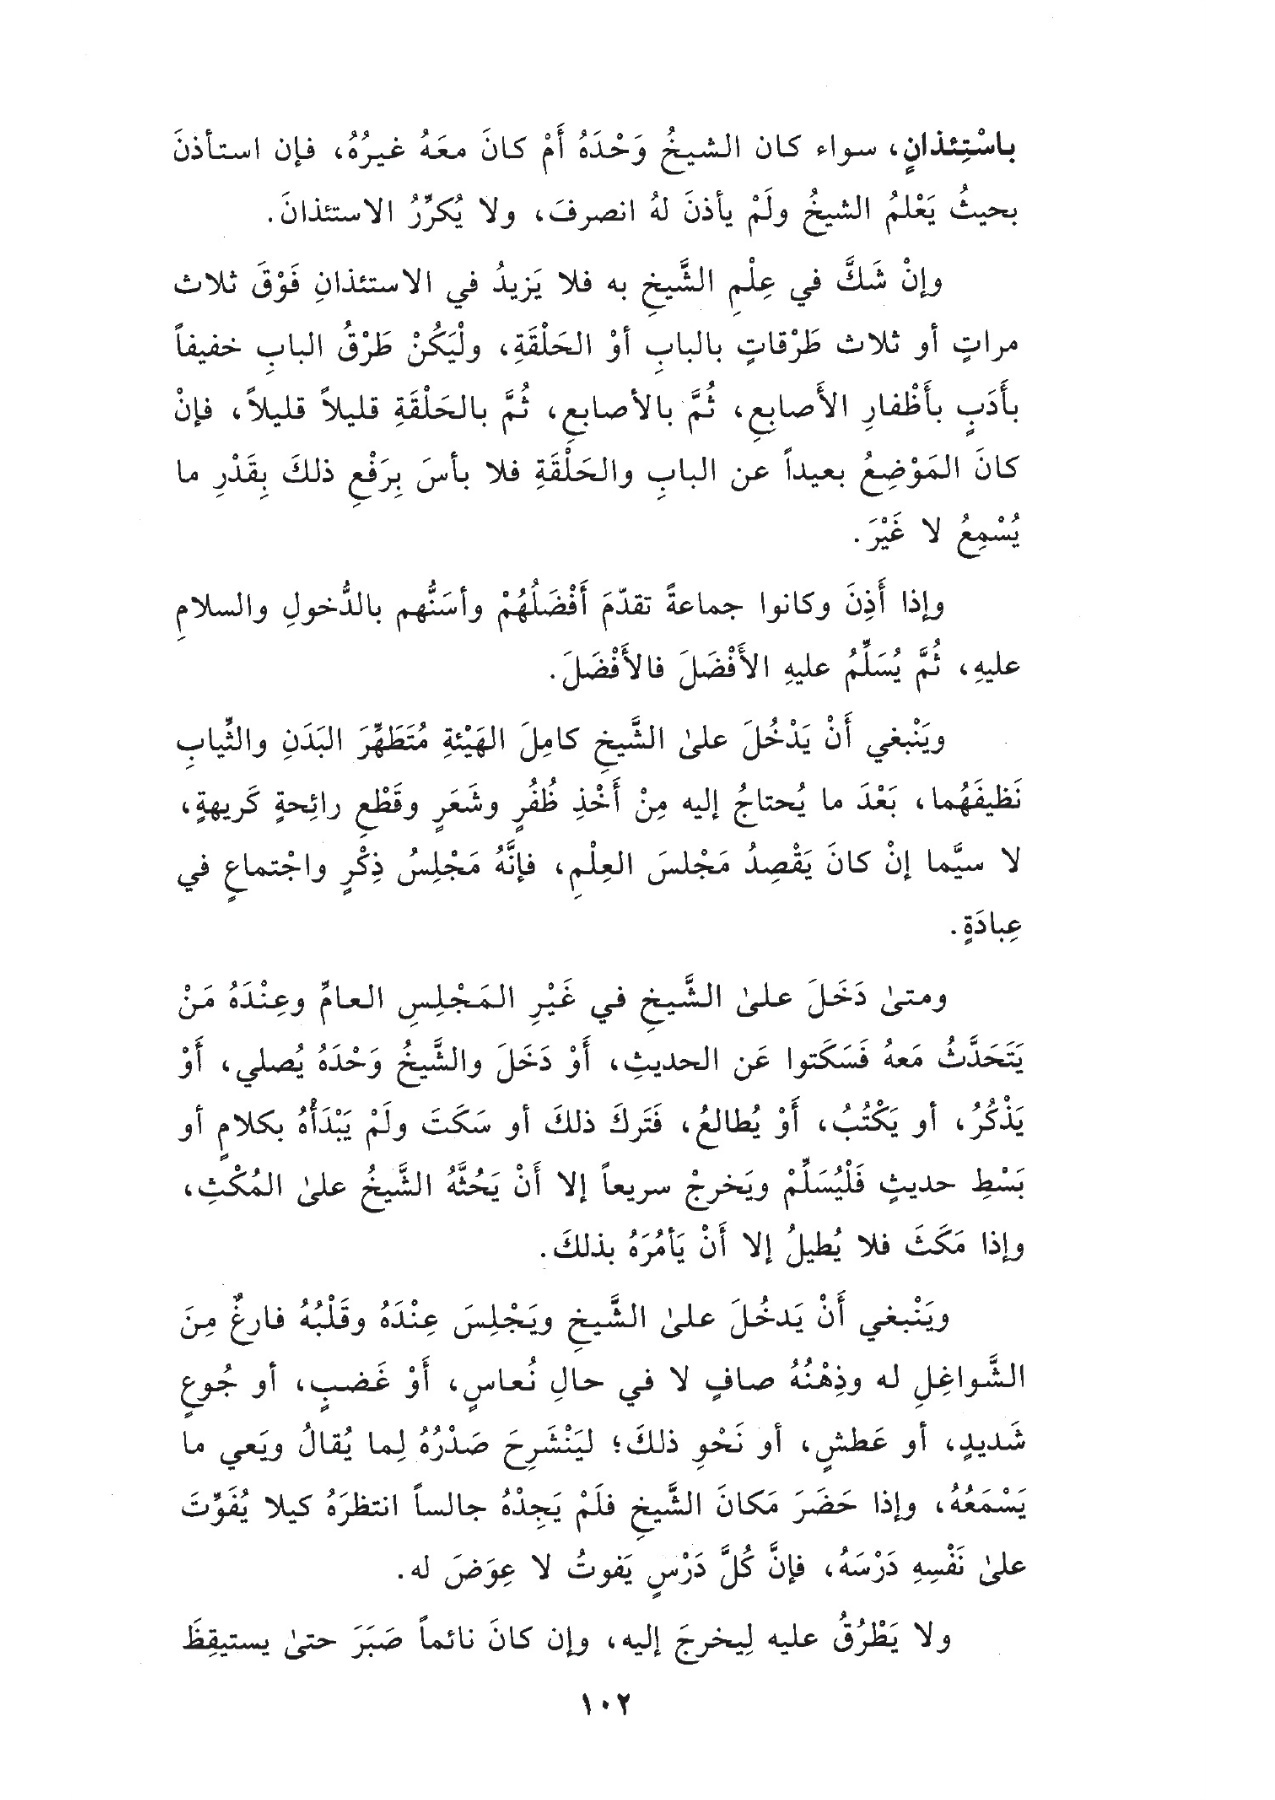 باسْتِئذانٍ، سواء كان الشيخُ وَحْدَهُ أَمْ كانَ معَهُ غيرُهُ، فإن استأذنَ
بحيثُ يَعْلمُ الشيخُ ولَمْ يأذنَ لهُ انصرفَ، ولا يُكرِّرُ الاستئذانَ.
وإنْ شَكَّ في عِلْمِ الشَّيخِ به فلا يَزيدُ في الاستئذانِ فَوْقَ ثلاث
مراتٍ أو ثلاث طَرْقاتٍ بالبابِ أوْ الحَلْقَةِ، ولْيَكُنْ طَرْقُ البابِ خفيفاً
بأَدَبٍ بأَظْفارِ الأَصابِعِ، ثُمَّ بالأصابعِ، ثُمَّ بالحَلْقَةِ قليلاً قليلاً، فإنْ
كانَ المَوْضِعُ بعيداً عن البابِ والحَلْقَةِ فلا بأسَ بِرَفْعِ ذلكَ بِقَدْرِ ما
يُسْمِعُ لا غَيْرَ.
وإذا أَذِنَ وكانوا جماعةً تقدّمَ أَفْضَلُهُمْ وأسَنُّهم بالدُّخولِ والسلامِ
عليهِ، ثُمَّ يُسَلِّمُ عليهِ الأَفْضَلَ فالأَفْضَلَ.
ويَنْبغي أَنْ يَدْخُلَ علىٰ الشَّيخِ كامِلَ الهَيْئةِ مُتَطَهِّرَ البَدَنِ والثِّيابِ
نَظيفَهُما، بَعْدَ ما يُحتاجُ إليه مِنْ أَخْذِ ظُفُرٍ وشَعَرٍ وقَطْعِ رائِحةٍ كَريهةٍ،
لا سيَّما إنْ كانَ يَقْصِدُ مَجْلسَ العِلْمِ، فإنَّهُ مَجْلِسُ ذِكْرٍ واجْتماعٍ في
عِبادَةٍ.
ومتىٰ دَخَلَ علىٰ الشَّيخِ في غَيْرِ المَجْلِسِ العامِّ وعِنْدَهُ مَنْ
يَتَحَدَّثُ مَعهُ فَسَكَتوا عَن الحديثِ، أَوْ دَخَلَ والشَّيخُ وَحْدَهُ يُصلي، أَوْ
يَذْكُرُ، أو يَكْتُبُ، أَوْ يُطالعُ، فَتَركَ ذلكَ أو سَكَتَ ولَمْ يَبْدَأْهُ بكلامٍ أو
بَسْطِ حديثٍ فَلْيُسَلِّمْ ويَخرجْ سريعاً إلا أَنْ يَحُثَّهُ الشَّيخُ علىٰ المُكْثِ،
وإذا مَكَثَ فلا يُطيلُ إلا أَنْ يَأمُرَهُ بذلكَ.
ويَنْبغي أَنْ يَدخُلَ علىٰ الشَّيخِ ويَجْلِسَ عِنْدَهُ وقَلْبُهُ فارغٌ مِنَ
الشَّواغِلِ له وذِهْنُهُ صافٍ لا في حالِ نُعاسٍ، أَوْ غَضبٍ، أو جُوعٍ
شَديدٍ، أو عَطشٍ، أو نَحْوِ ذلكَ؛ ليَنْشَرِحَ صَدْرُهُ لِما يُقالُ ويَعي ما
يَسْمَعُهُ، وإذا حَضَرَ مَكانَ الشَّيخِ فلَمْ يَجِدْهُ جالساً انتظرَهُ كيلا يُفَوِّتَ
علىٰ نَفْسِهِ دَرْسَهُ، فإنَّ كُلَّ دَرْسٍ يَفوتُ لا عِوَضَ له.
ولا يَطْرُقُ عليه لِيخرجَ إليه، وإن كانَ نائماً صَبَرَ حتىٰ يستيقِظَ
١٠٢